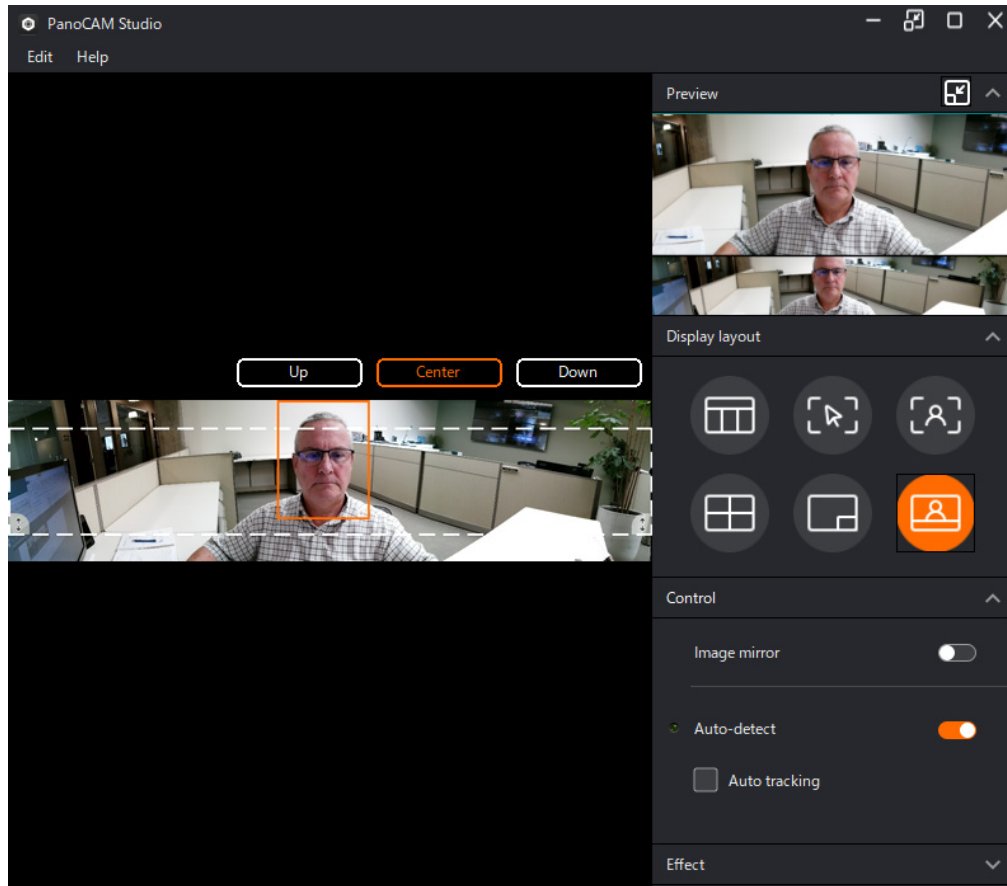 PanoCAM Studio
Edit Help
Preview
Display layout
Up Center Down
Control
Image mirror
Auto-detect
Auto tracking
Effect